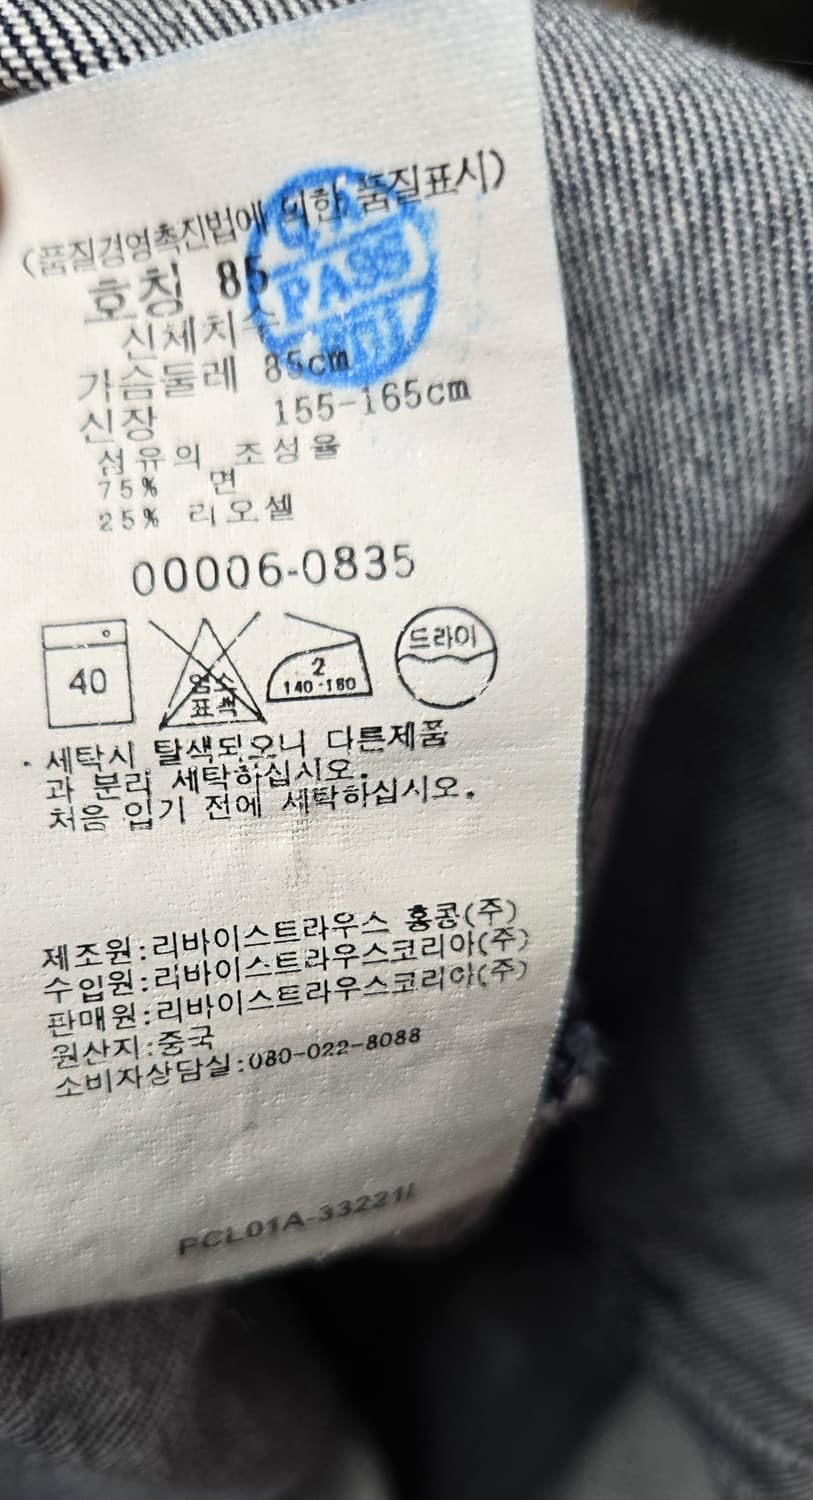 (품질경영촉진법에 의한 품질표시)
호칭 85
PASS
신체치수
가슴둘레 85cm
신장 155-165cm
섬유의 조성율
75% 면
25% 리오셀
00006-0835
40
염소
표백
2
140-160
드라이
· 세탁시 탈색되오니 다른제품
과 분리 세탁하십시오.
처음 입기 전에 세탁하십시오.
제조원:리바이스트라우스 홍콩(주)
수입원:리바이스트라우스코리아(주)
판매원:리바이스트라우스코리아(주)
원산지:중국
소비자상담실:080-022-8088